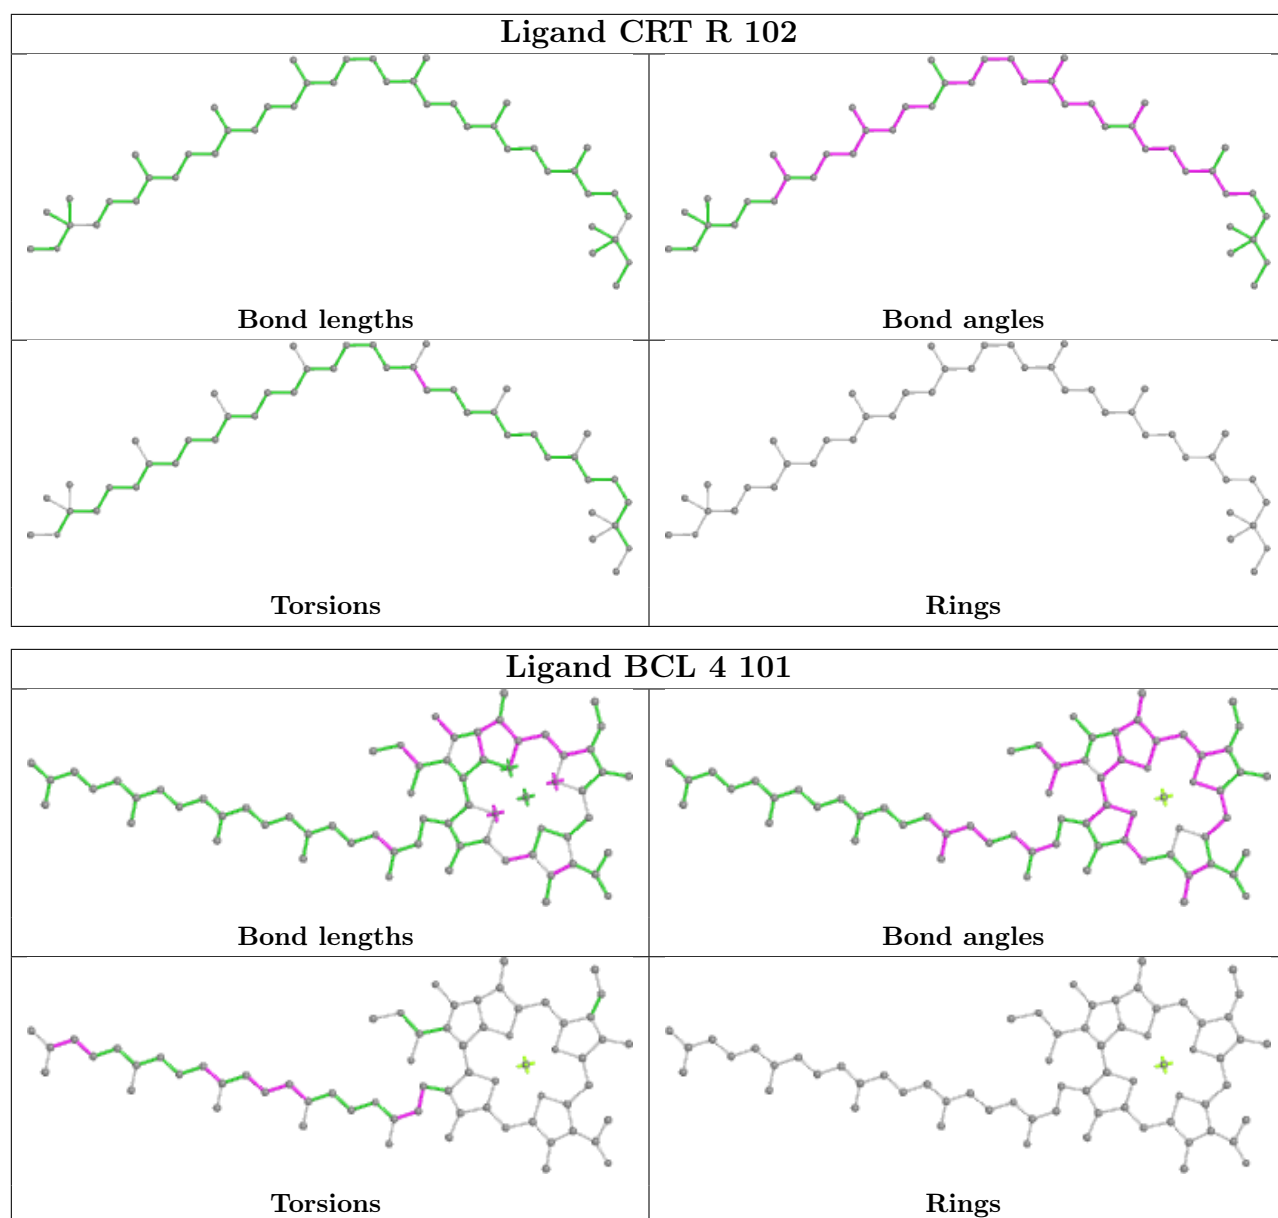 Ligand CRT R 102
Bond lengths
Bond angles
Torsions
Rings
Ligand BCL 4 101
Bond lengths
Bond angles
Torsions
Rings